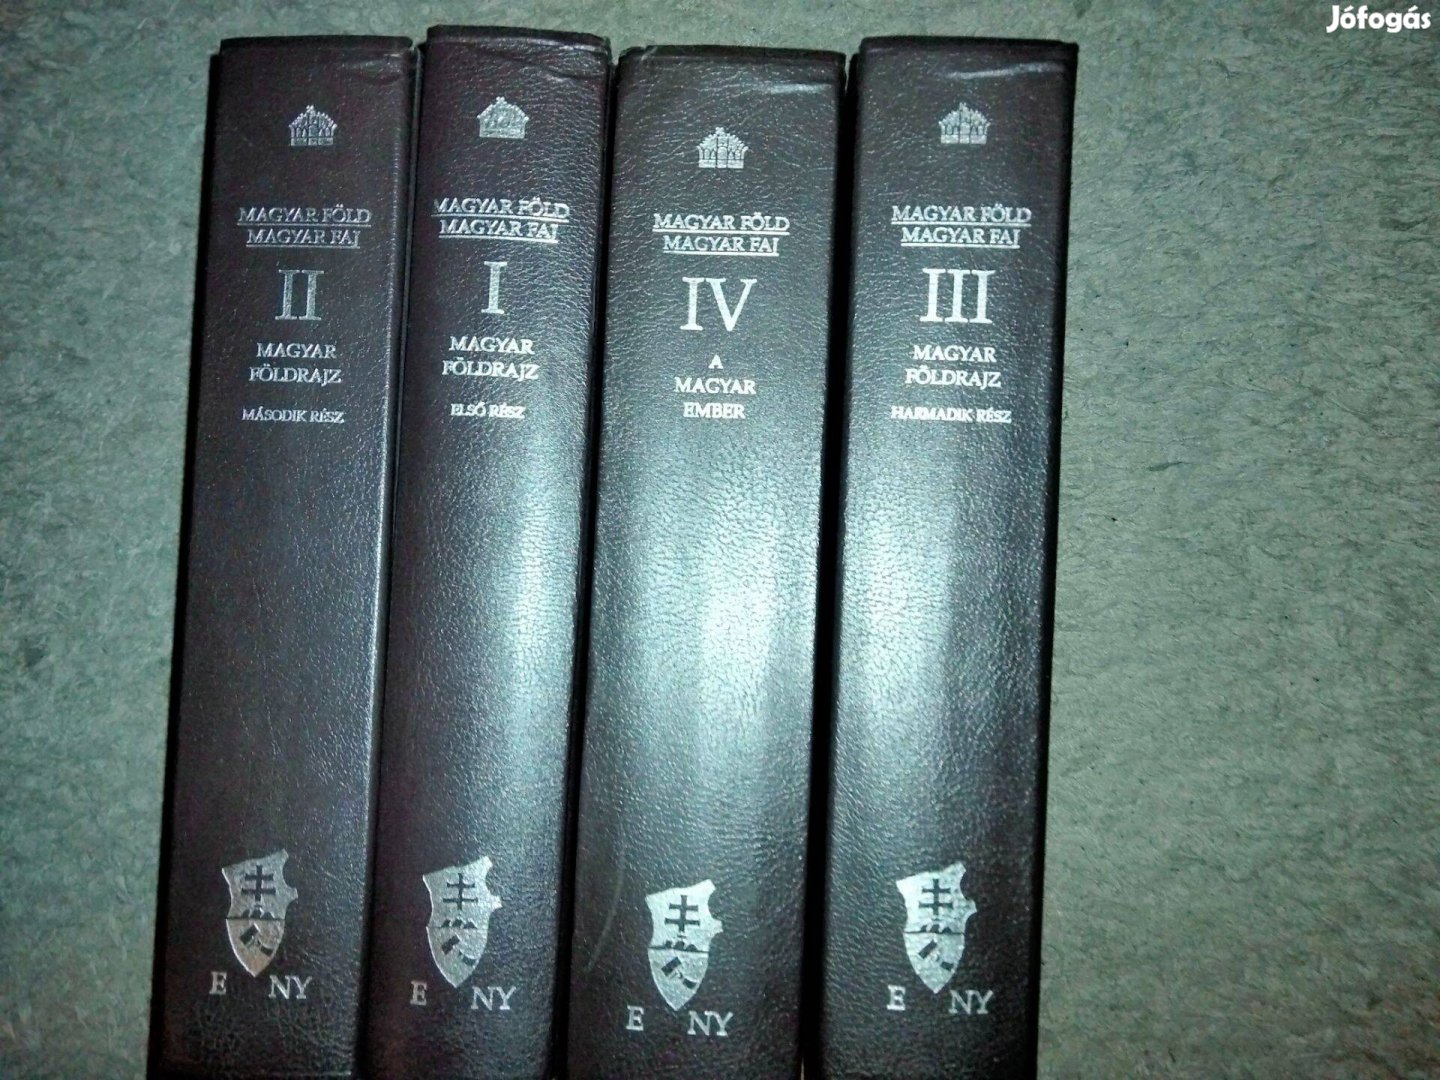 Jófogás
MAGYAR FÖLD
MAGYAR FAJ
II
MAGYAR
FÖLDRAJZ
MÁSODIK RÉSZ
E NY
MAGYAR FÖLD
MAGYAR FAJ
I
MAGYAR
FÖLDRAJZ
ELSŐ RÉSZ
E NY
MAGYAR FÖLD
MAGYAR FAJ
IV
A
MAGYAR
EMBER
E NY
MAGYAR FÖLD
MAGYAR FAJ
III
MAGYAR
FÖLDRAJZ
HARMADIK RÉSZ
E NY